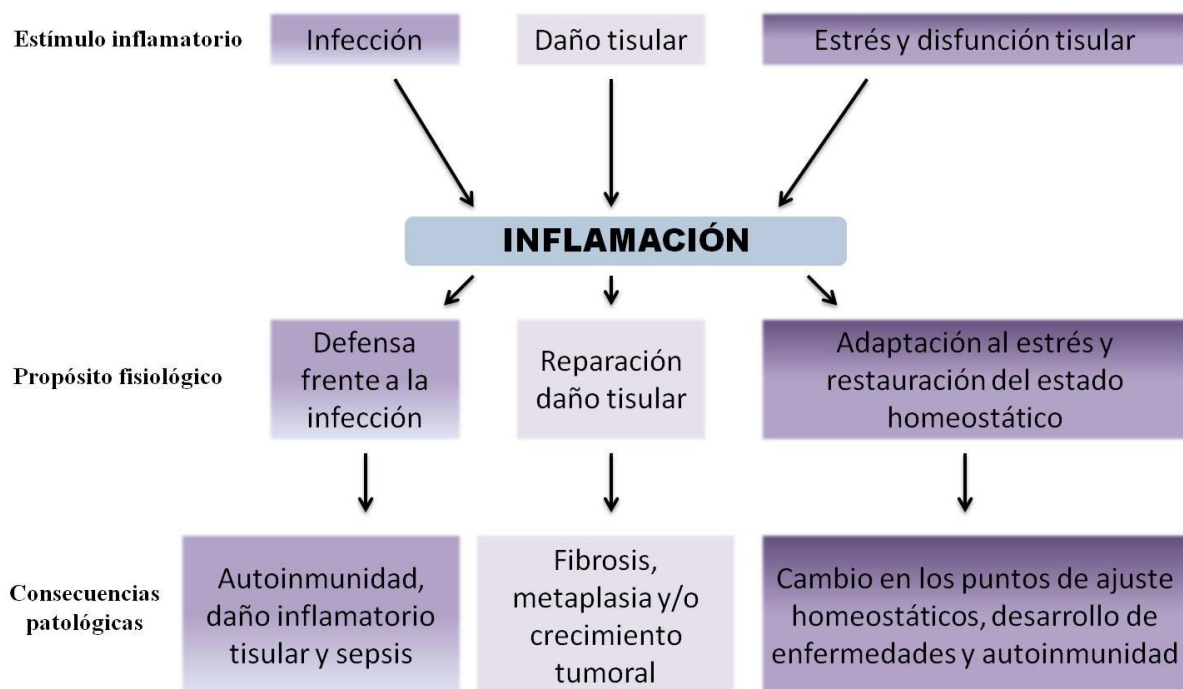 Estímulo inflamatorio
Infección
Daño tisular
Estrés y disfunción tisular
INFLAMACIÓN
Propósito fisiológico
Defensa
frente a la
infección
Reparación
daño tisular
Adaptación al estrés y
restauración del estado
homeostático
Consecuencias
patológicas
Autoinmunidad,
daño inflamatorio
tisular y sepsis
Fibrosis,
metaplasia y/o
crecimiento
tumoral
Cambio en los puntos de ajuste
homeostáticos, desarrollo de
enfermedades y autoinmunidad